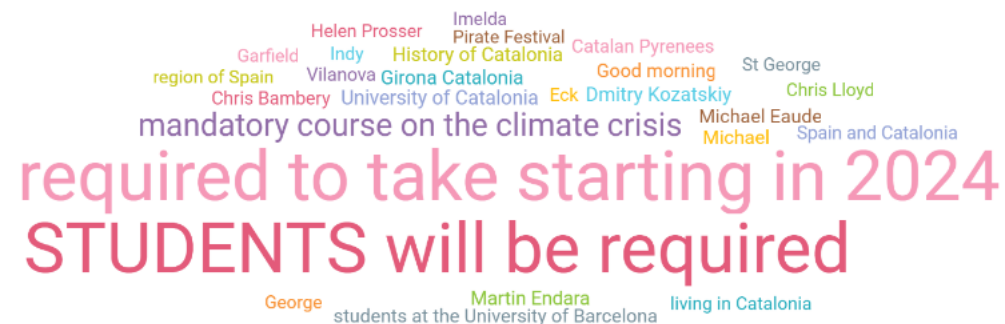 Imelda
Helen Prosser
Pirate Festival
Garfield
Indy
History of Catalonia
Catalan Pyrenees
region of Spain
Vilanova
Girona Catalonia
Good morning
St George
Chris Bambery
University of Catalonia
Eck
Dmitry Kozatskiy
Chris Lloyd
mandatory course on the climate crisis
Michael Eaude
Michael
Spain and Catalonia
required to take starting in 2024
STUDENTS will be required
George
Martin Endara
living in Catalonia
students at the University of Barcelona